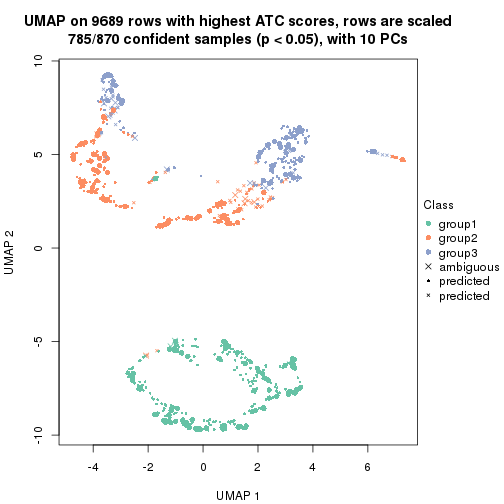 UMAP on 9689 rows with highest ATC scores, rows are scaled
785/870 confident samples (p < 0.05), with 10 PCs
10
5
0
-5
-10
UMAP 2
-4
-2
0
2
4
6
UMAP 1
Class
group1
group2
group3
ambiguous
predicted
predicted